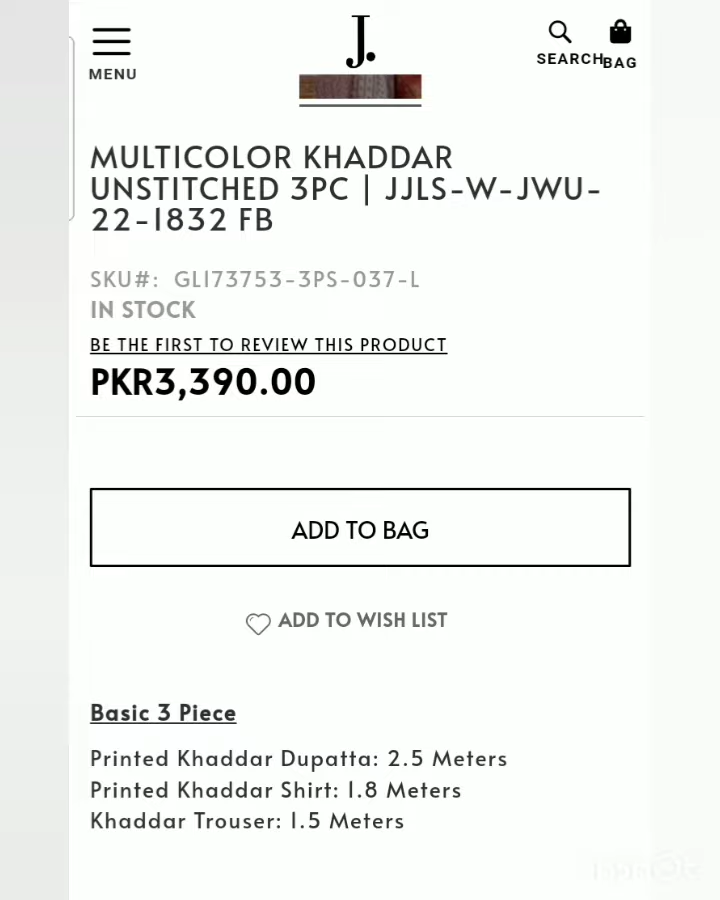 J.
MENU
SEARCH
BAG
MULTICOLOR KHADDAR
UNSTITCHED 3PC | JJLS-W-JWU-
22-1832 FB
SKU#: GL173753-3PS-037-L
IN STOCK
BE THE FIRST TO REVIEW THIS PRODUCT
PKR3,390.00
ADD TO BAG
ADD TO WISH LIST
Basic 3 Piece
Printed Khaddar Dupatta: 2.5 Meters
Printed Khaddar Shirt: 1.8 Meters
Khaddar Trouser: 1.5 Meters